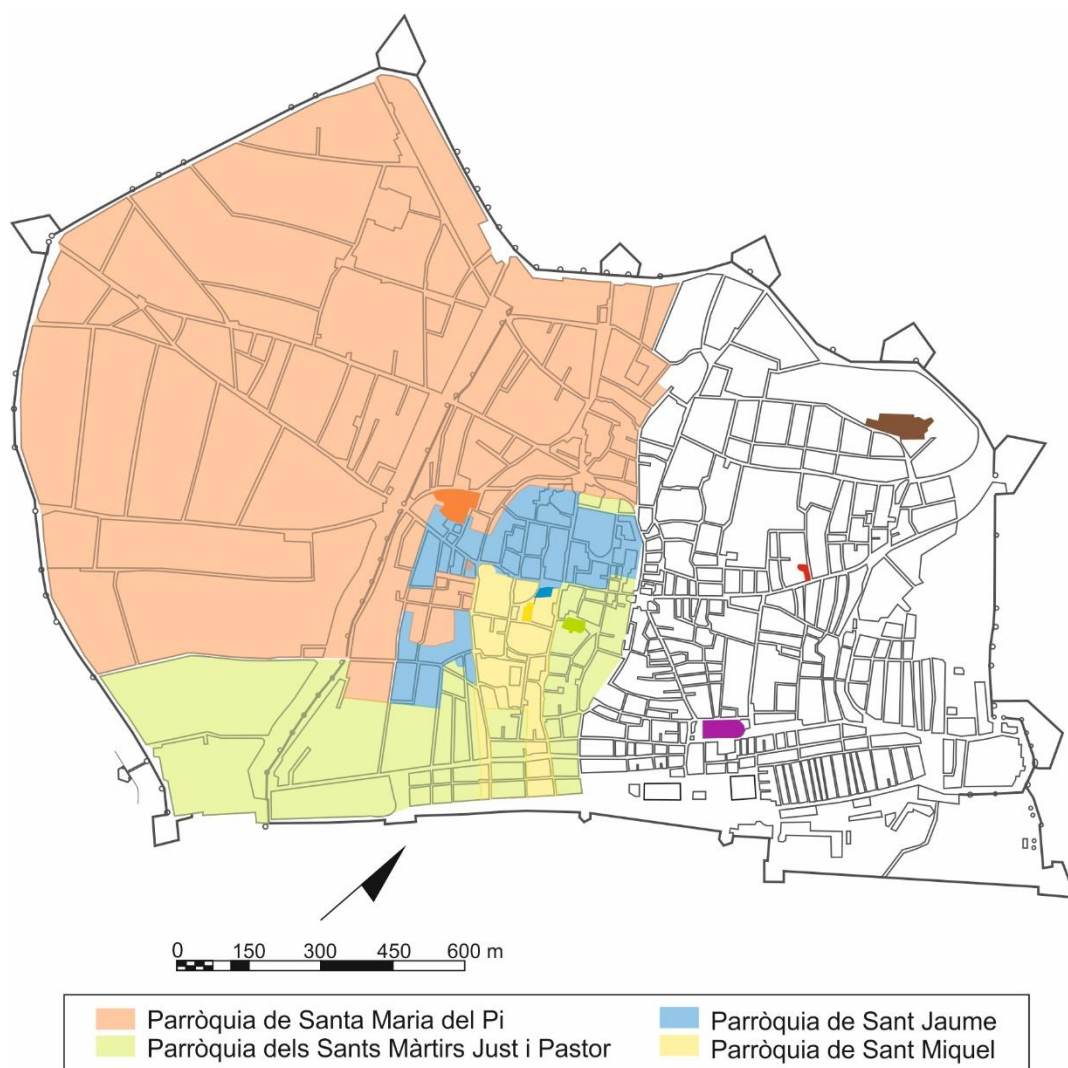 0 150 300 450 600 m
Parròquia de Santa Maria del Pi
Parròquia dels Sants Màrtirs Just i Pastor
Parròquia de Sant Jaume
Parròquia de Sant Miquel